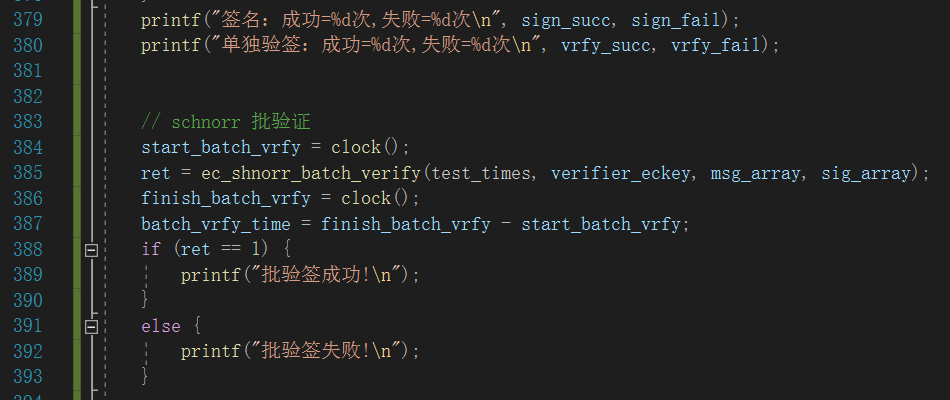 379 printf("签名：成功=%d次,失败=%d次\n", sign_succ, sign_fail);
380 printf("单独验签：成功=%d次,失败=%d次\n", vrfy_succ, vrfy_fail);
381
382
383 // schnorr 批验证
384 start_batch_vrfy = clock();
385 ret = ec_shnorr_batch_verify(test_times, verifier_eckey, msg_array, sig_array);
386 finish_batch_vrfy = clock();
387 batch_vrfy_time = finish_batch_vrfy - start_batch_vrfy;
388 if (ret == 1) {
389 printf("批验签成功!\n");
390 }
391 else {
392 printf("批验签失败!\n");
393 }